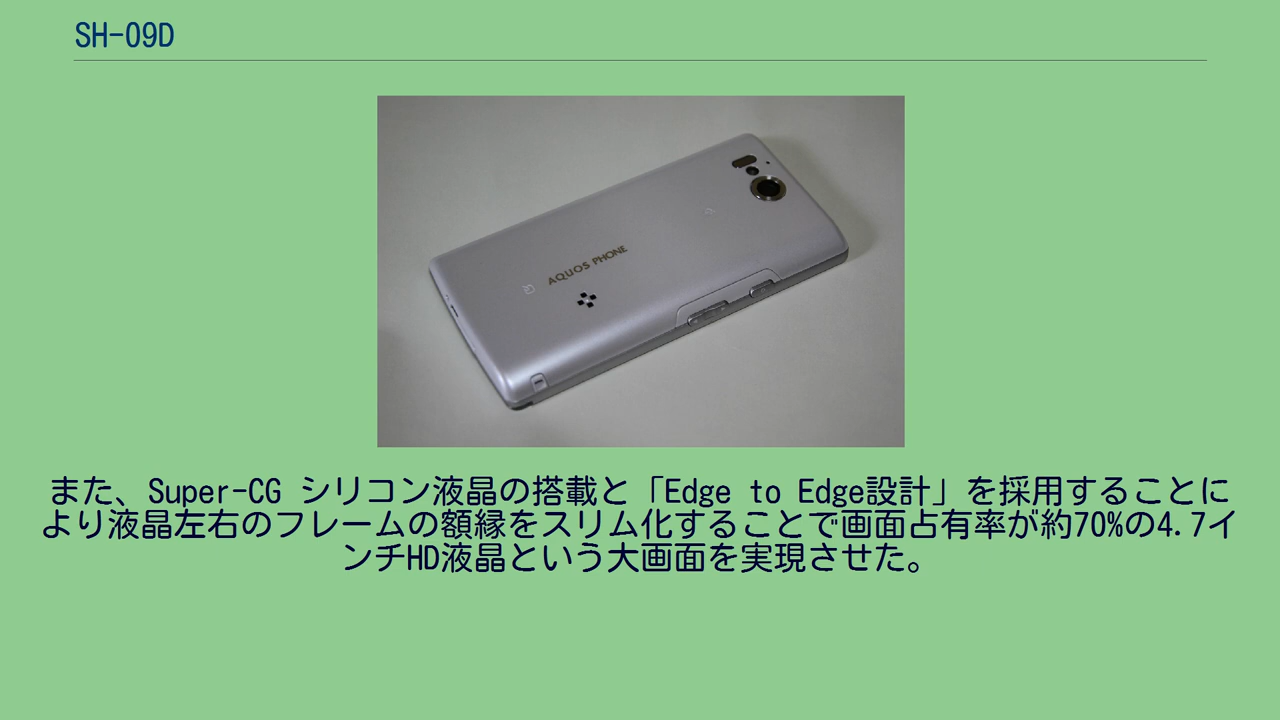 SH-09D
AQUOS PHONE
また、Super-CG シリコン液晶の搭載と「Edge to Edge設計」を採用することに
より液晶左右のフレームの額縁をスリム化することで画面占有率が約70%の4.7イ
ンチHD液晶という大画面を実現させた。